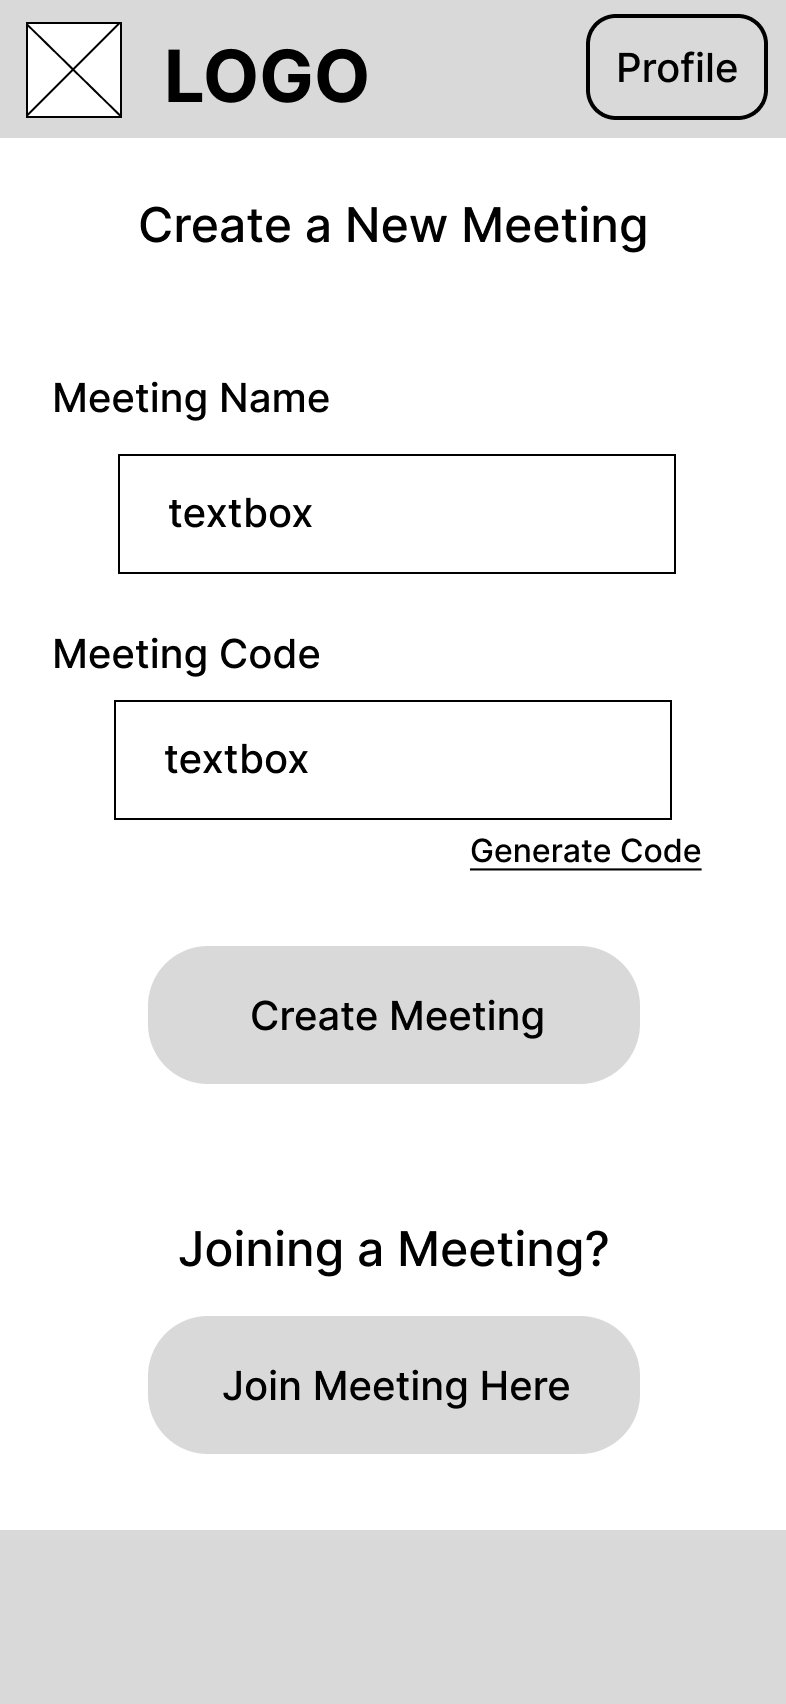 LOGO
Profile
Create a New Meeting
Meeting Name
textbox
Meeting Code
textbox
Generate Code
Create Meeting
Joining a Meeting?
Join Meeting Here